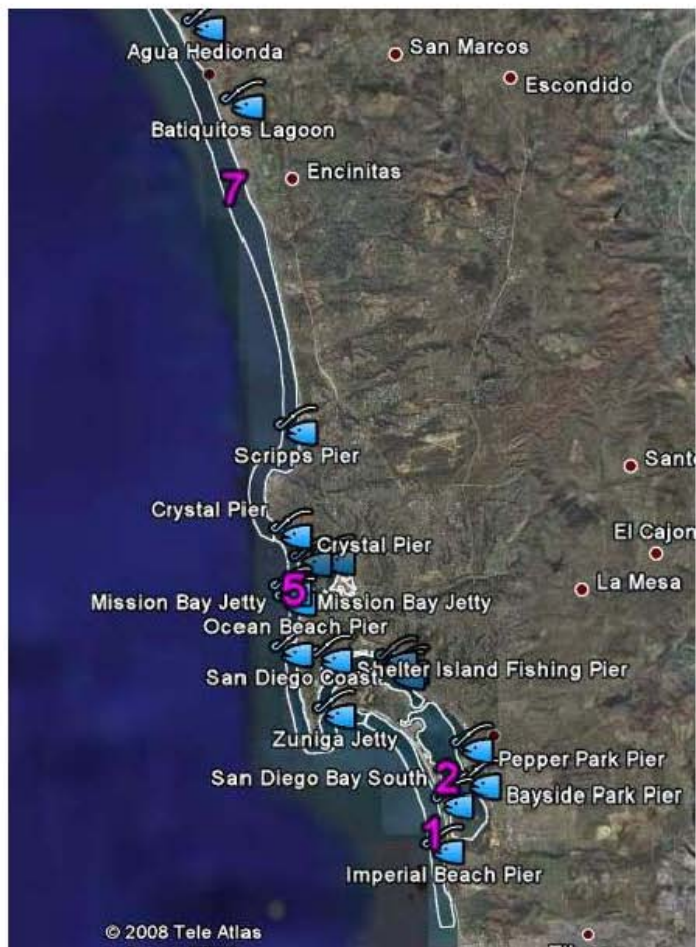 Agua Hedionda
San Marcos
Escondido
Batiquitos Lagoon
Encinitas
7
Scripps Pier
Crystal Pier
Crystal Pier
El Cajon
La Mesa
5
Mission Bay Jetty
Mission Bay Jetty
Ocean Beach Pier
San Diego Coast
Shelter Island Fishing Pier
Zuniga Jetty
Pepper Park Pier
San Diego Bay South
2
Bayside Park Pier
1
Imperial Beach Pier
© 2008 Tele Atlas